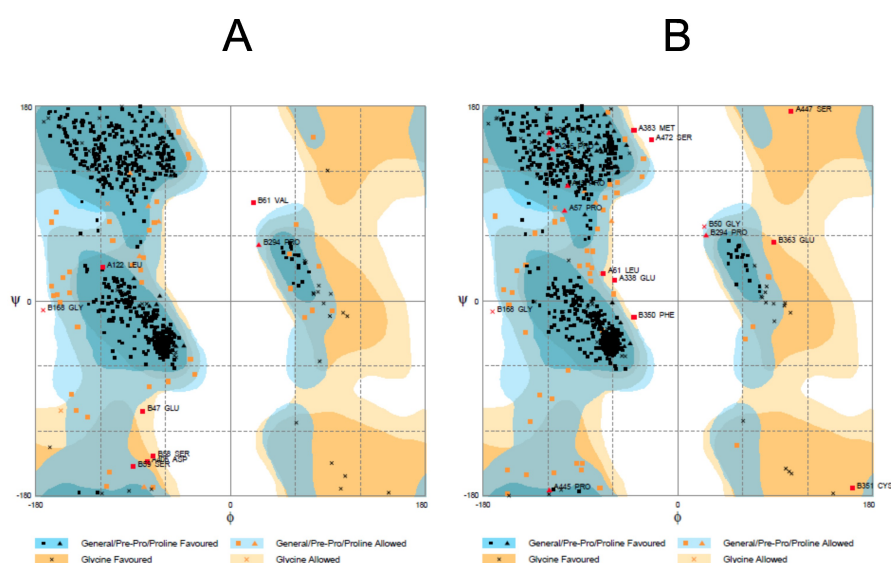 A B
180 180
A447 SER
A383 MET
A472 SER
B61 VAL
A57 PRO
B50 GLY
B294 PRO B294 PRO
B363 GLU
A122 LEU A61 LEU
A338 GLU
Ψ 0 Ψ 0
B168 GLY B168 GLY
B350 PHE
B47 GLU
B58 SER
B59 SER
A445 PRO B351 CYS
-180 -180
-180 0 180 -180 0 180
ϕ ϕ
General/Pre-Pro/Proline Favoured General/Pre-Pro/Proline Allowed General/Pre-Pro/Proline Favoured General/Pre-Pro/Proline Allowed
Glycine Favoured Glycine Allowed Glycine Favoured Glycine Allowed